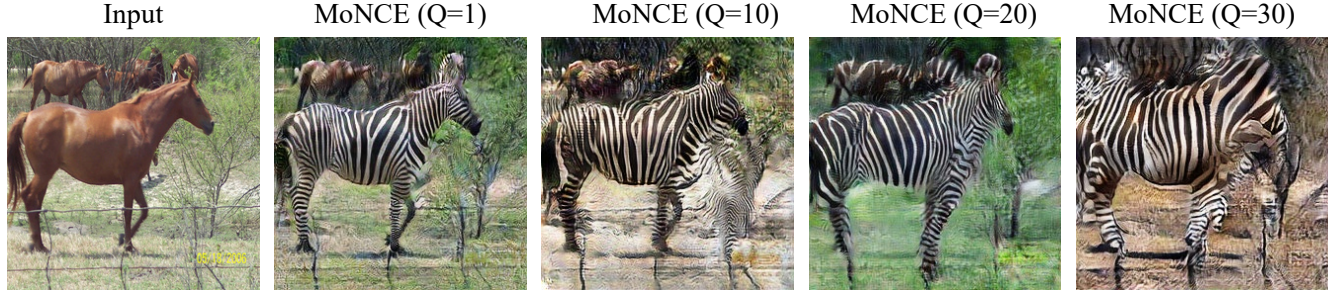 Input
MoNCE (Q=1)
MoNCE (Q=10)
MoNCE (Q=20)
MoNCE (Q=30)